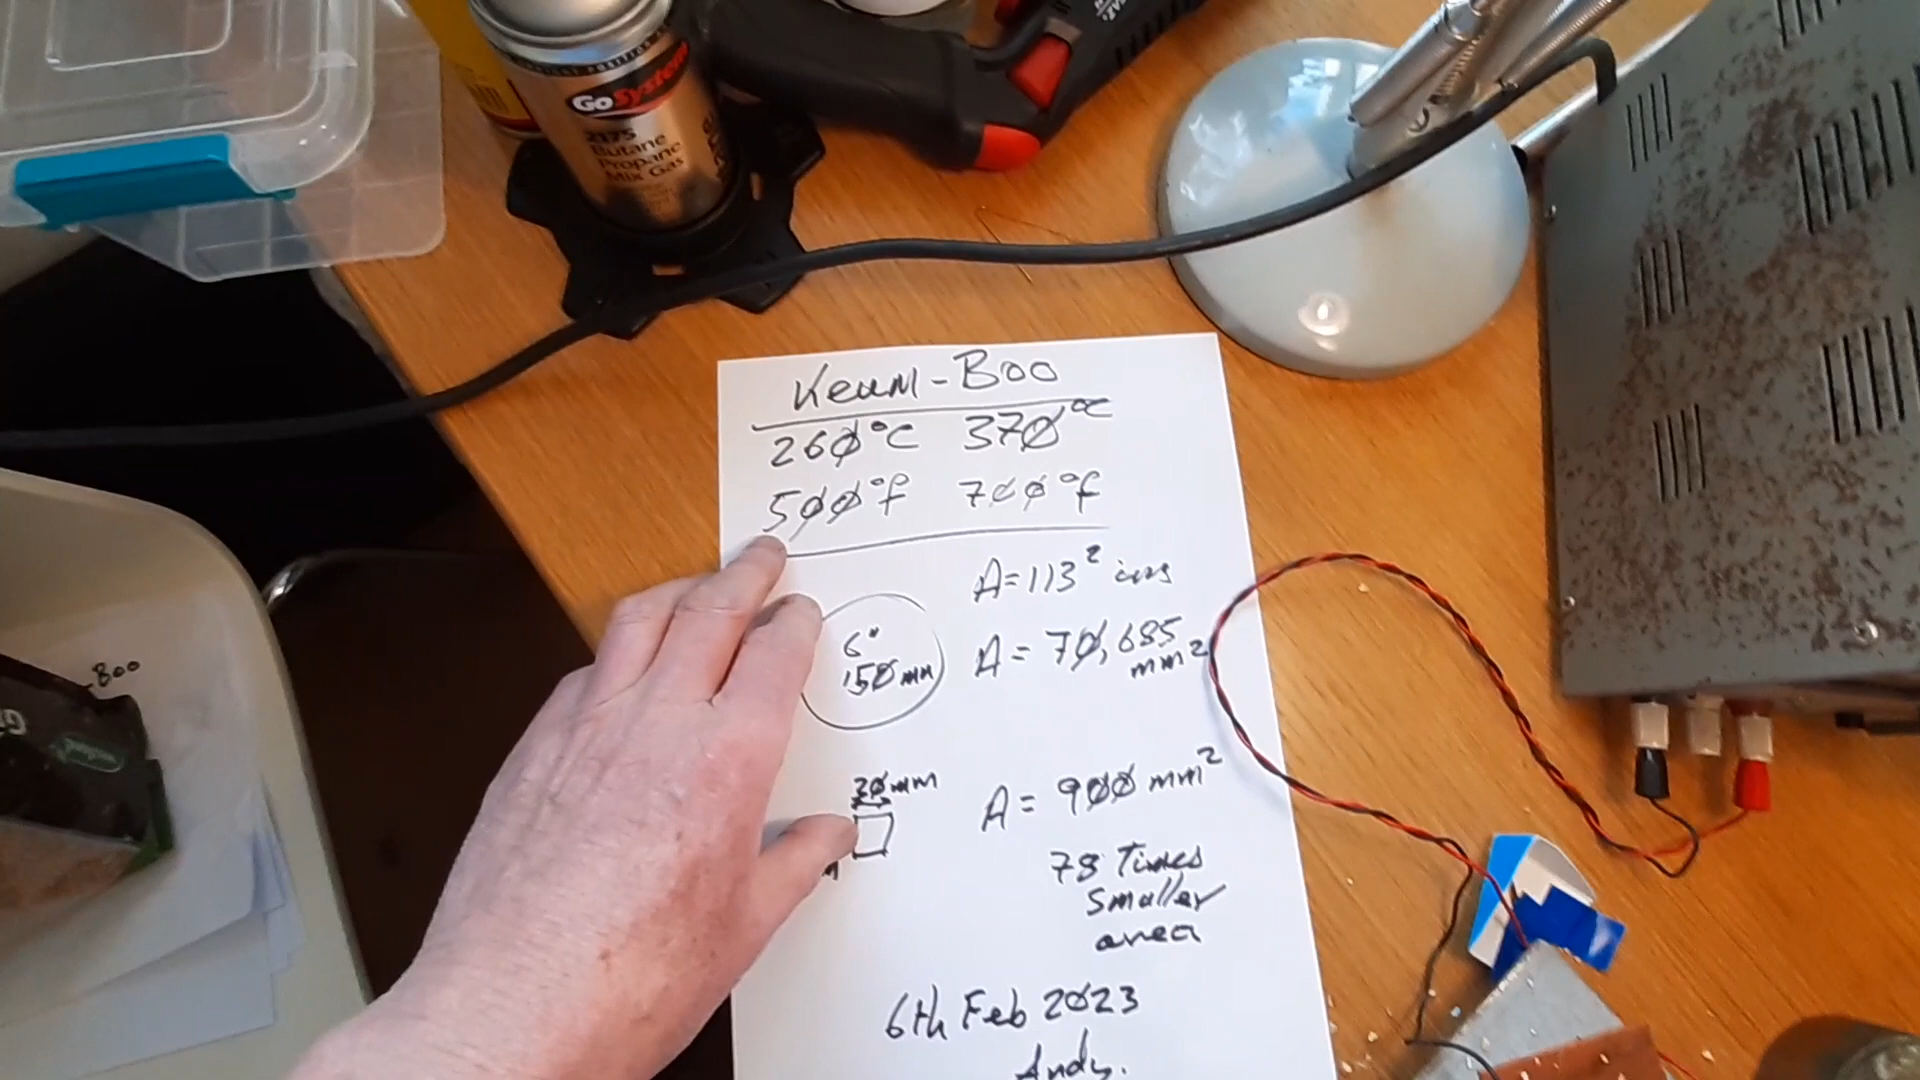 GoSystem
2175
Butane
Propane
Mix Gas
Keum-Boo
260°C 370°C
500°f 700°f
A=113² ins
6"
150mm
A= 70,685
mm²
30mm
A= 900 mm²
78 Times
Smaller
area
6th Feb 2023
Andy.
Boo